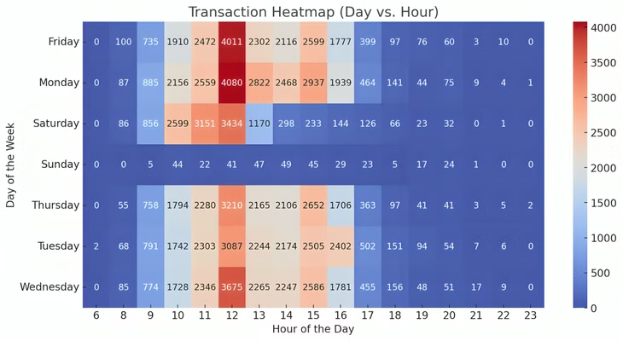 Transaction Heatmap (Day vs. Hour)
Friday 0 100 735 1910 2472 4011 2302 2116 2599 1777 399 97 76 60 3 10 0
Monday 0 87 885 2156 2559 4080 2822 2468 2937 1939 464 141 44 75 9 4 1
Saturday 0 86 856 2599 3151 3434 1170 298 233 144 126 66 23 32 0 1 0
Sunday 0 0 5 44 22 41 47 49 45 29 23 5 17 24 1 0 0
Thursday 0 55 758 1794 2280 3210 2165 2106 2652 1706 363 97 41 41 3 5 2
Tuesday 2 68 791 1742 2303 3087 2244 2174 2505 2402 502 151 94 54 7 6 0
Wednesday 0 85 774 1728 2346 3675 2265 2247 2586 1781 455 156 48 51 17 9 0
6 8 9 10 11 12 13 14 15 16 17 18 19 20 21 22 23
Hour of the Day
Day of the Week
4000
3500
3000
2500
2000
1500
1000
500
0